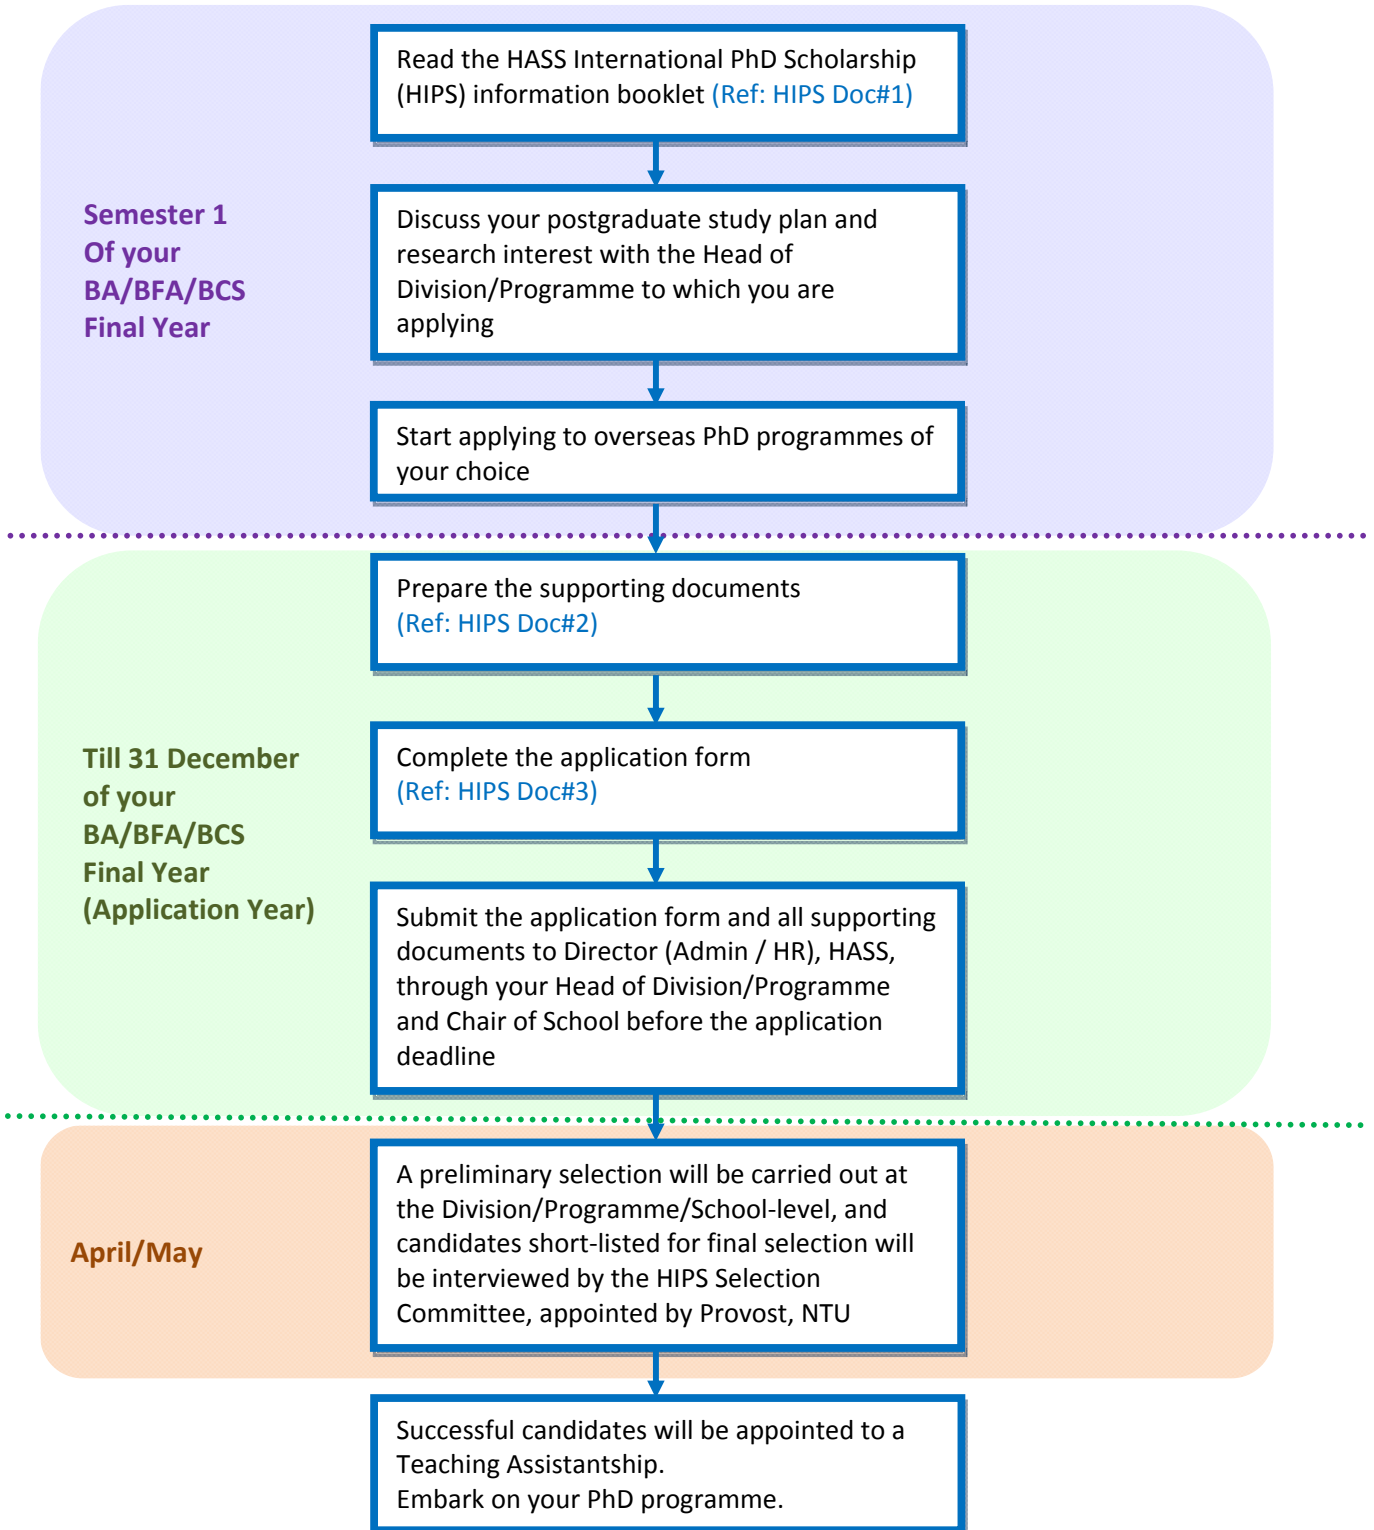 Read the HASS International PhD Scholarship
(HIPS) information booklet (Ref: HIPS Doc#1)
Semester 1
Of your
BA/BFA/BCS
Final Year
Discuss your postgraduate study plan and
research interest with the Head of
Division/Programme to which you are
applying
Start applying to overseas PhD programmes of
your choice
Prepare the supporting documents
(Ref: HIPS Doc#2)
Till 31 December
of your
BA/BFA/BCS
Final Year
(Application Year)
Complete the application form
(Ref: HIPS Doc#3)
Submit the application form and all supporting
documents to Director (Admin / HR), HASS,
through your Head of Division/Programme
and Chair of School before the application
deadline
April/May
A preliminary selection will be carried out at
the Division/Programme/School-level, and
candidates short-listed for final selection will
be interviewed by the HIPS Selection
Committee, appointed by Provost, NTU
Successful candidates will be appointed to a
Teaching Assistantship.
Embark on your PhD programme.